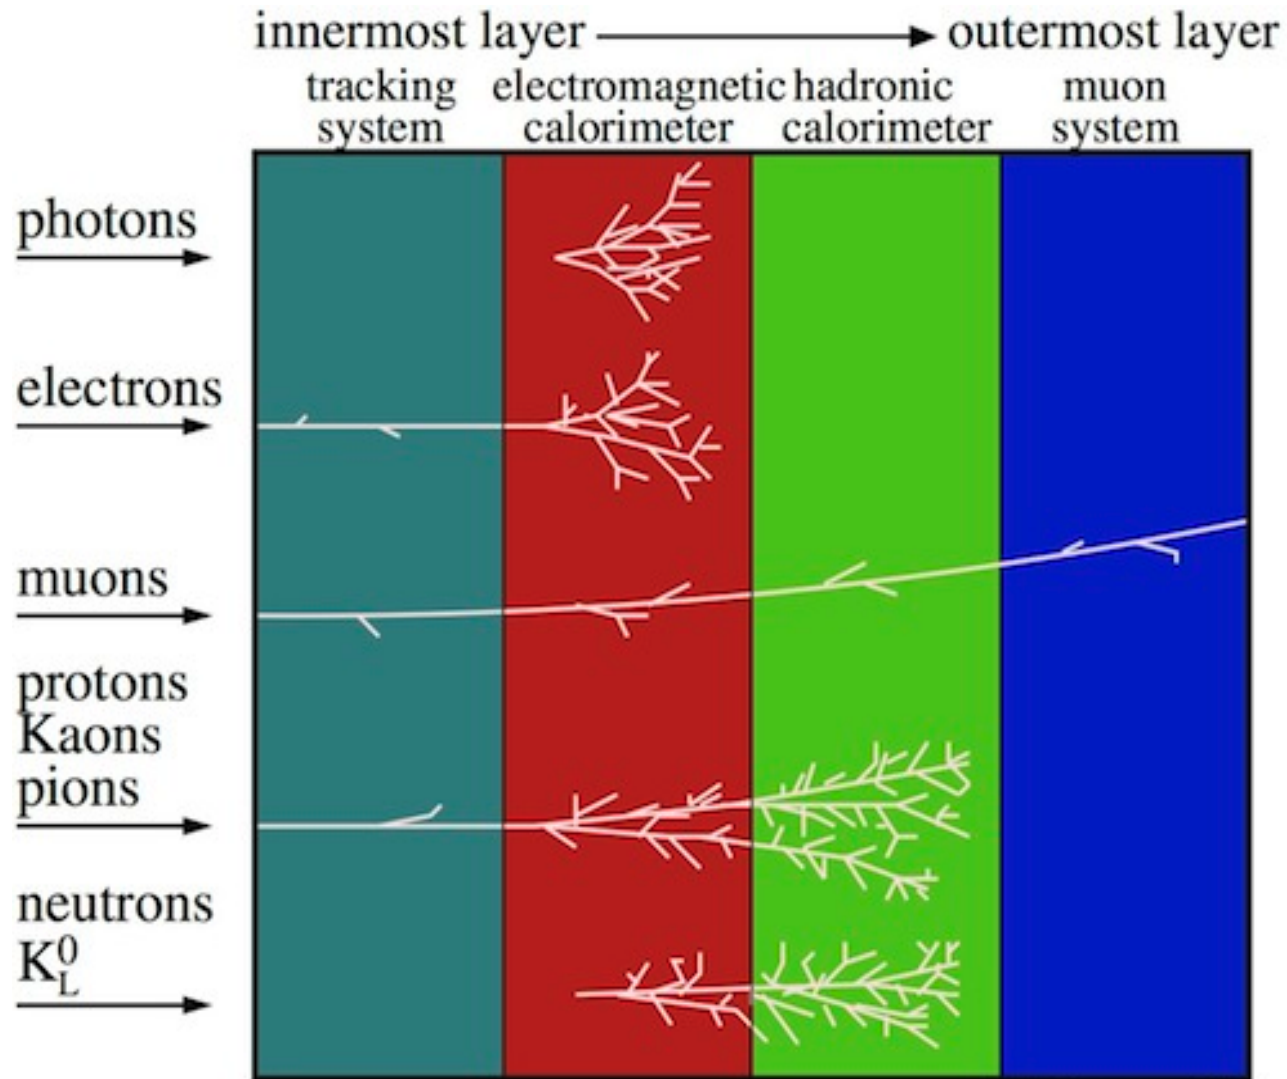 innermost layer outermost layer
tracking system
electromagnetic calorimeter
hadronic calorimeter
muon system
photons
electrons
muons
protons
Kaons
pions
neutrons
K⁰_L